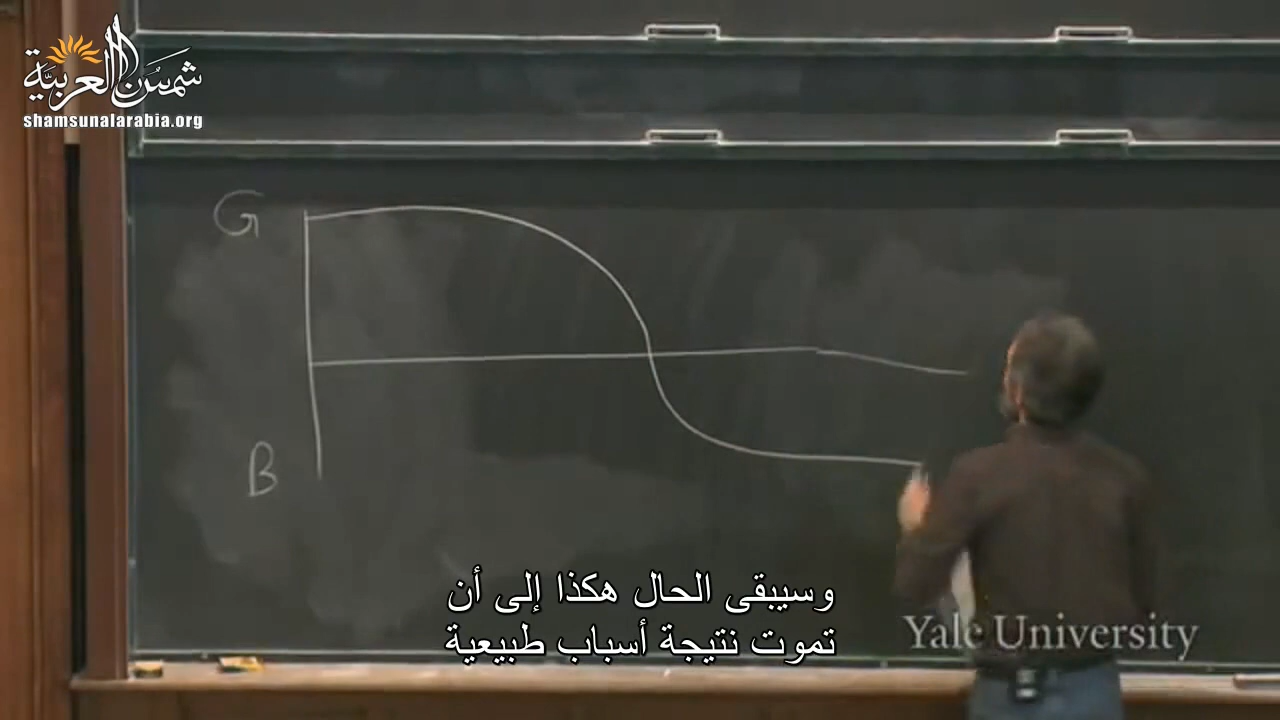 شمس العربية
shamsunalarabia.org
G
B
وسيبقى الحال هكذا إلى أن
تموت نتيجة أسباب طبيعية
Yale University